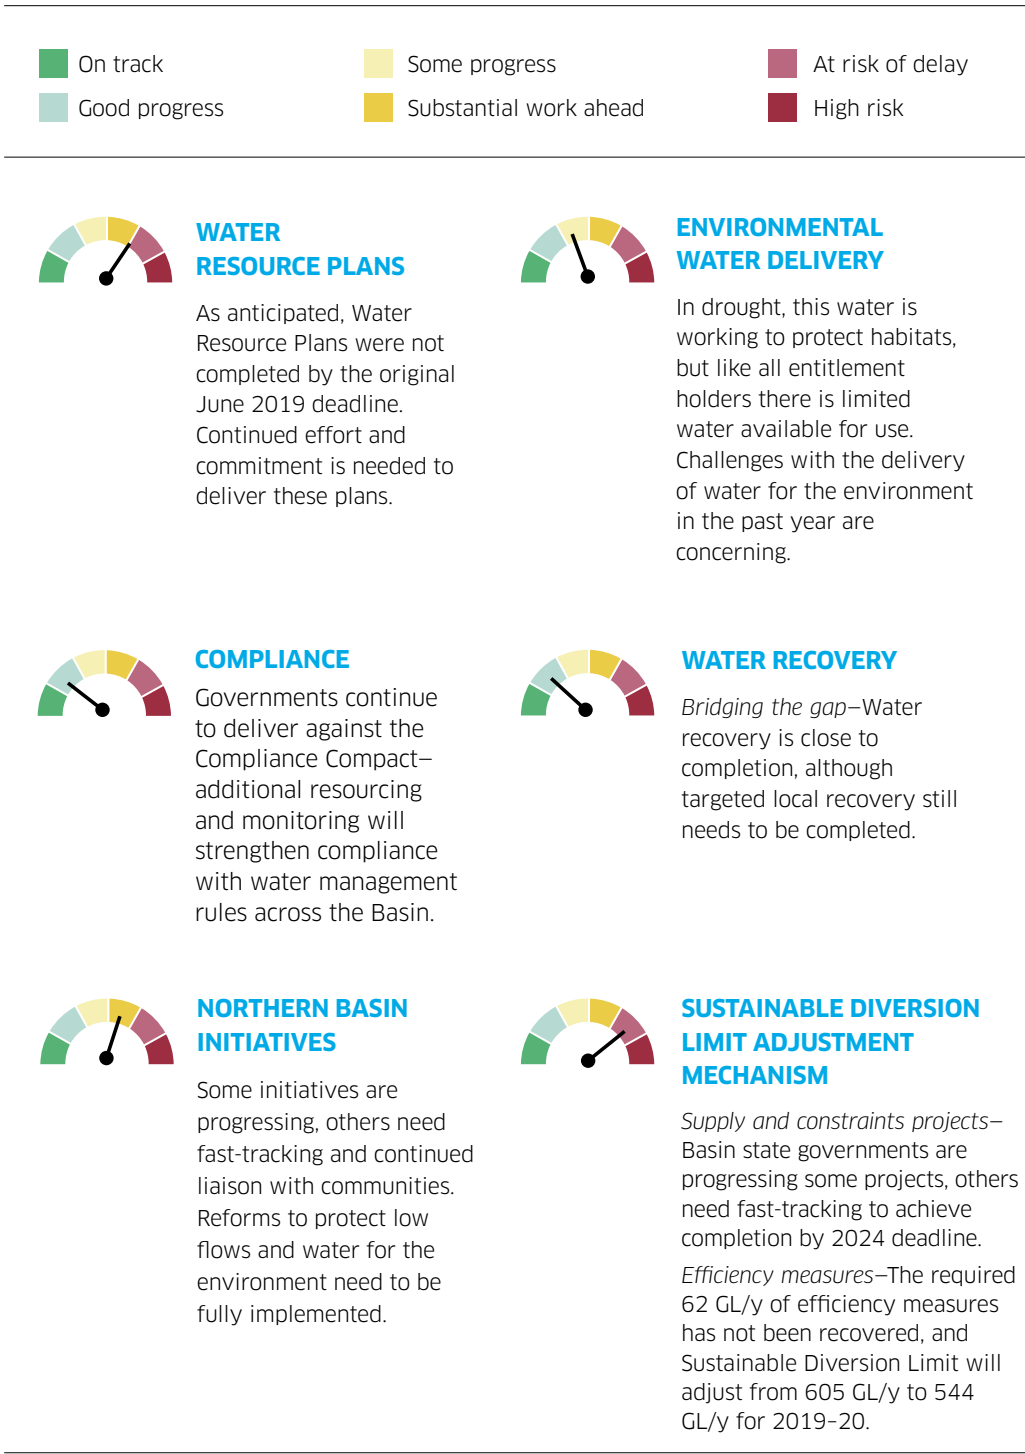 On track
Good progress
Some progress
Substantial work ahead
At risk of delay
High risk
WATER
RESOURCE PLANS
As anticipated, Water
Resource Plans were not
completed by the original
June 2019 deadline.
Continued effort and
commitment is needed to
deliver these plans.
ENVIRONMENTAL
WATER DELIVERY
In drought, this water is
working to protect habitats,
but like all entitlement
holders there is limited
water available for use.
Challenges with the delivery
of water for the environment
in the past year are
concerning.
COMPLIANCE
Governments continue
to deliver against the
Compliance Compact—
additional resourcing
and monitoring will
strengthen compliance
with water management
rules across the Basin.
WATER RECOVERY
Bridging the gap—Water
recovery is close to
completion, although
targeted local recovery still
needs to be completed.
NORTHERN BASIN
INITIATIVES
Some initiatives are
progressing, others need
fast-tracking and continued
liaison with communities.
Reforms to protect low
flows and water for the
environment need to be
fully implemented.
SUSTAINABLE DIVERSION
LIMIT ADJUSTMENT
MECHANISM
Supply and constraints projects—
Basin state governments are
progressing some projects, others
need fast-tracking to achieve
completion by 2024 deadline.
Efficiency measures—The required
62 GL/y of efficiency measures
has not been recovered, and
Sustainable Diversion Limit will
adjust from 605 GL/y to 544
GL/y for 2019–20.